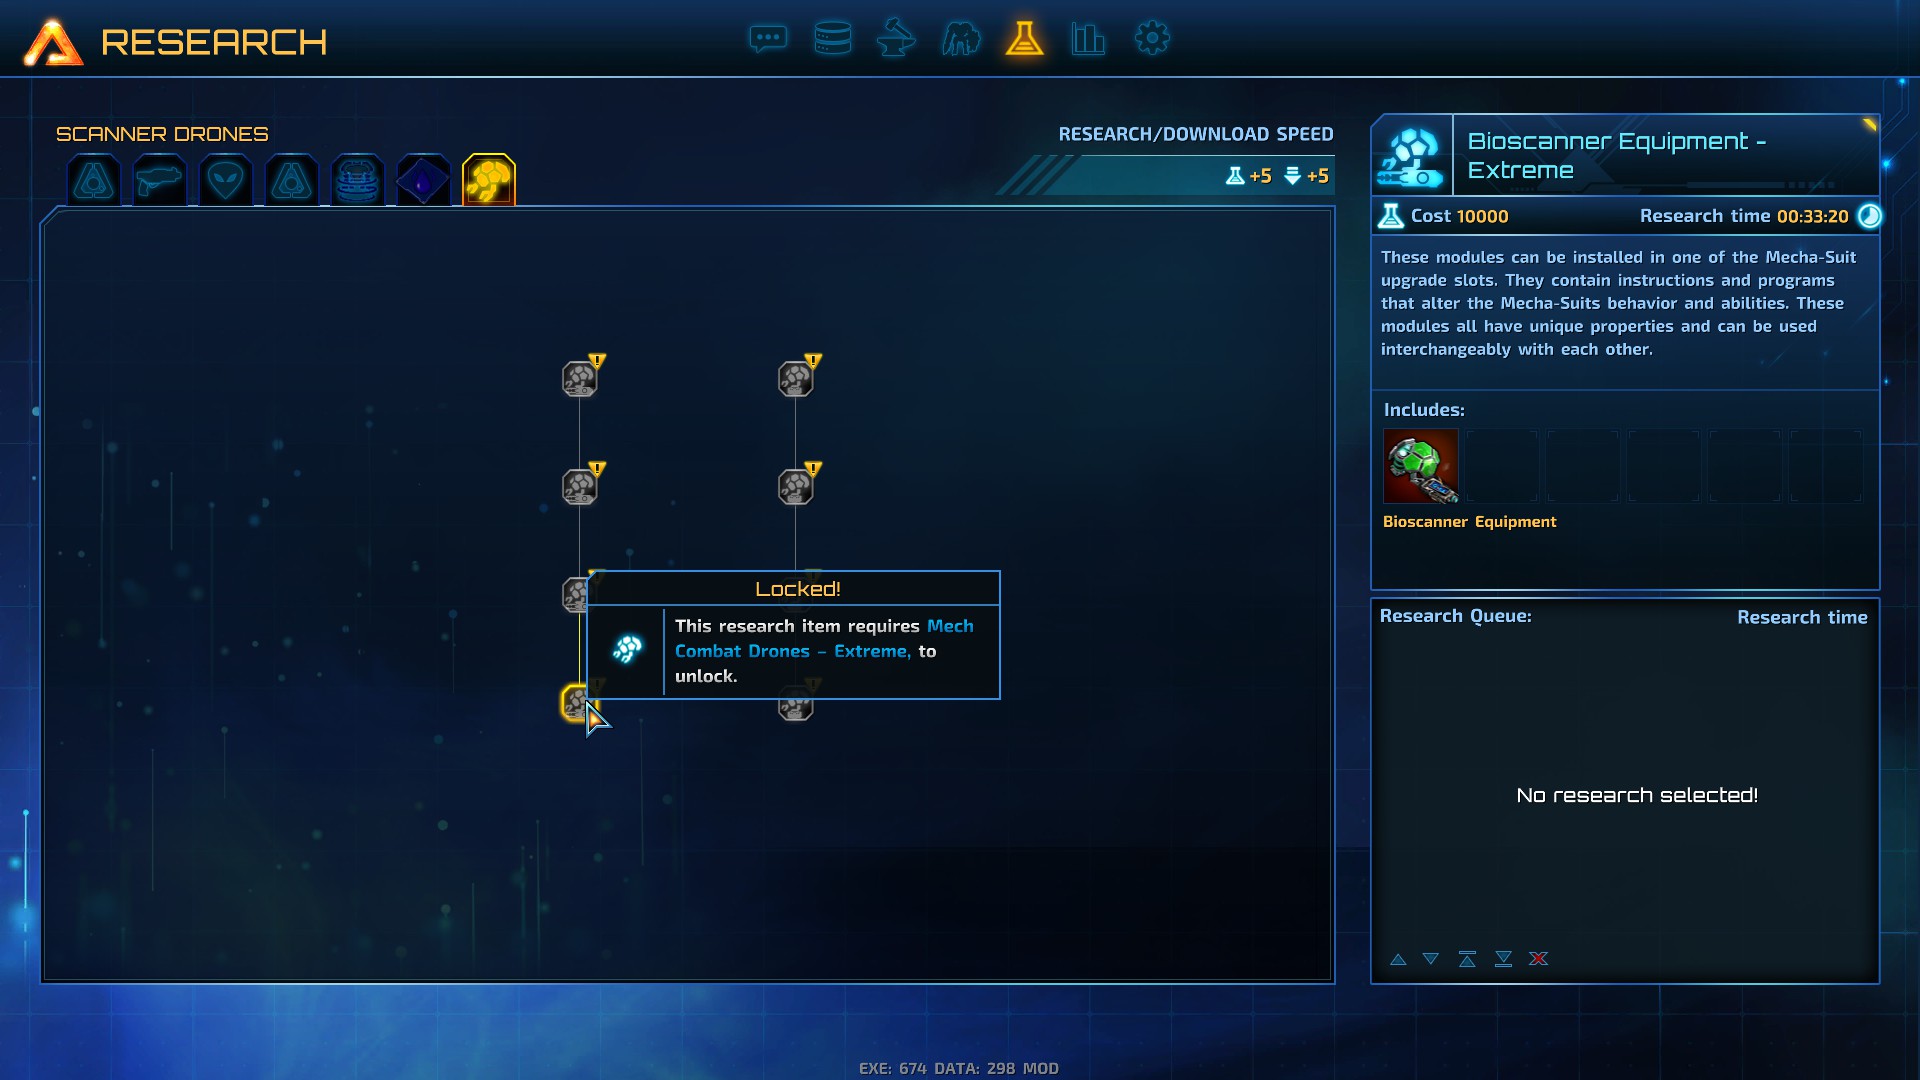 RESEARCH
SCANNER DRONES
RESEARCH/DOWNLOAD SPEED
+5 +5
Locked!
This research item requires Mech
Combat Drones – Extreme, to
unlock.
Bioscanner Equipment –
Extreme
Cost 10000 Research time 00:33:20
These modules can be installed in one of the Mecha-Suit
upgrade slots. They contain instructions and programs
that alter the Mecha-Suits behavior and abilities. These
modules all have unique properties and can be used
interchangeably with each other.
Includes:
Bioscanner Equipment
Research Queue: Research time
No research selected!
EXE: 674 DATA: 298 MOD